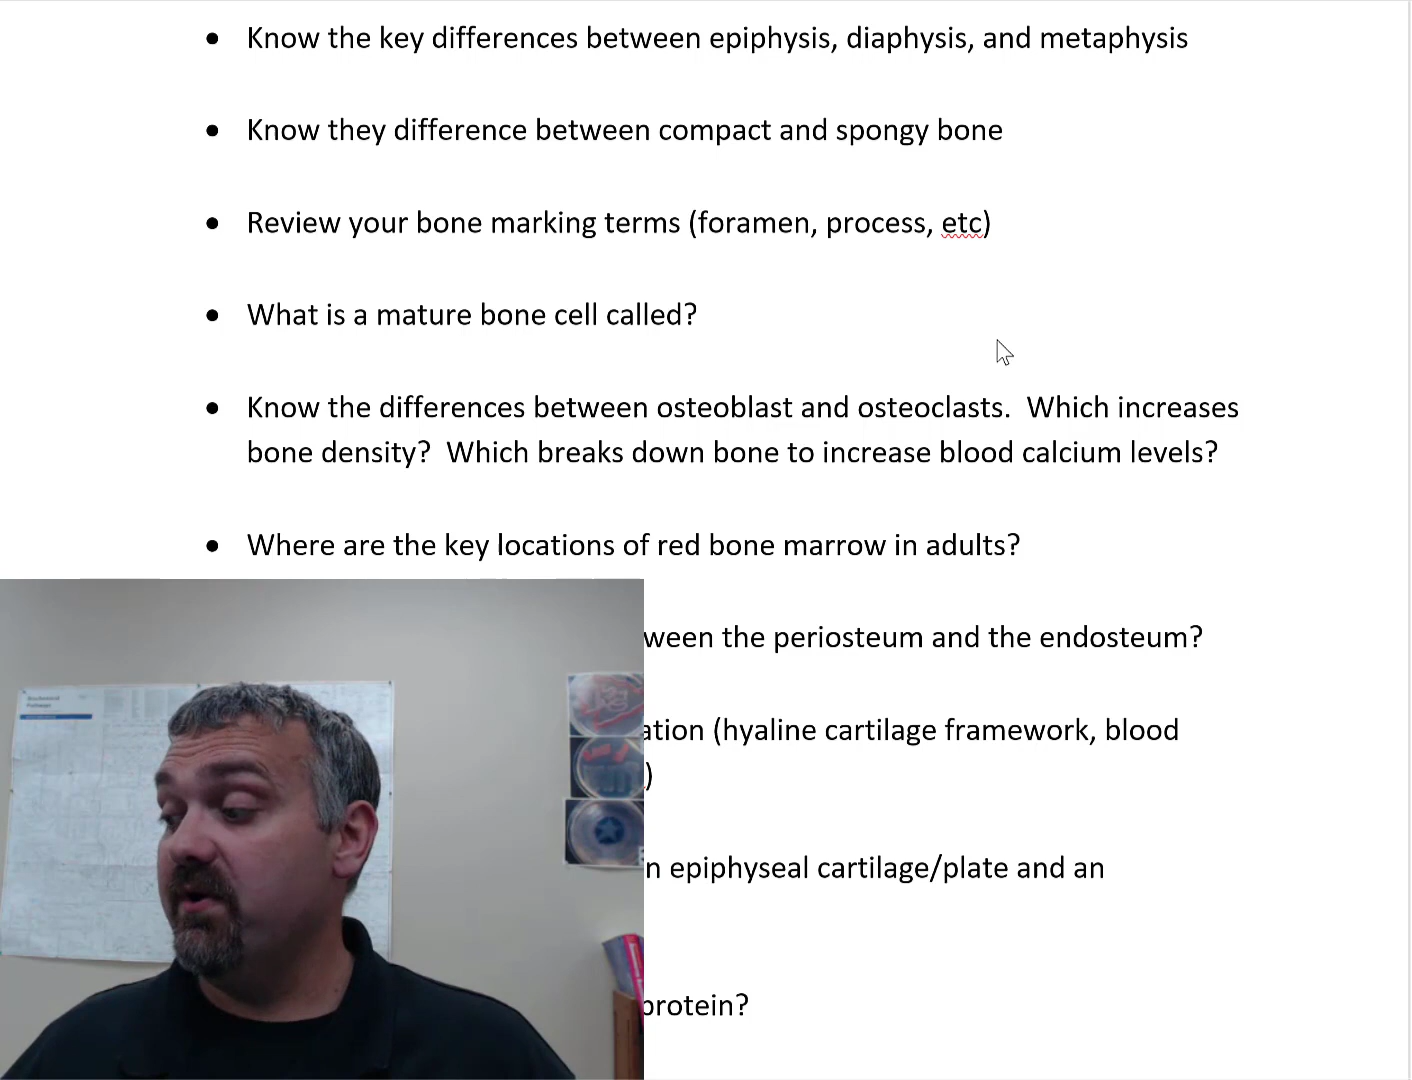 • Know the key differences between epiphysis, diaphysis, and metaphysis
• Know they difference between compact and spongy bone
• Review your bone marking terms (foramen, process, etc)
• What is a mature bone cell called?
• Know the differences between osteoblast and osteoclasts. Which increases
bone density? Which breaks down bone to increase blood calcium levels?
• Where are the key locations of red bone marrow in adults?
ween the periosteum and the endosteum?
ation (hyaline cartilage framework, blood
)
n epiphyseal cartilage/plate and an
protein?